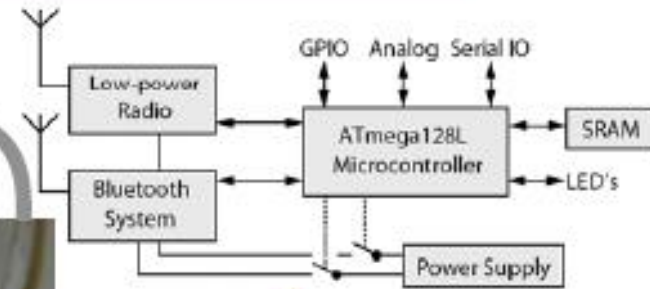 GPIO Analog Serial IO
Low-power
Radio
ATmega128L
Microcontroller
SRAM
Bluetooth
System
LED's
Power Supply